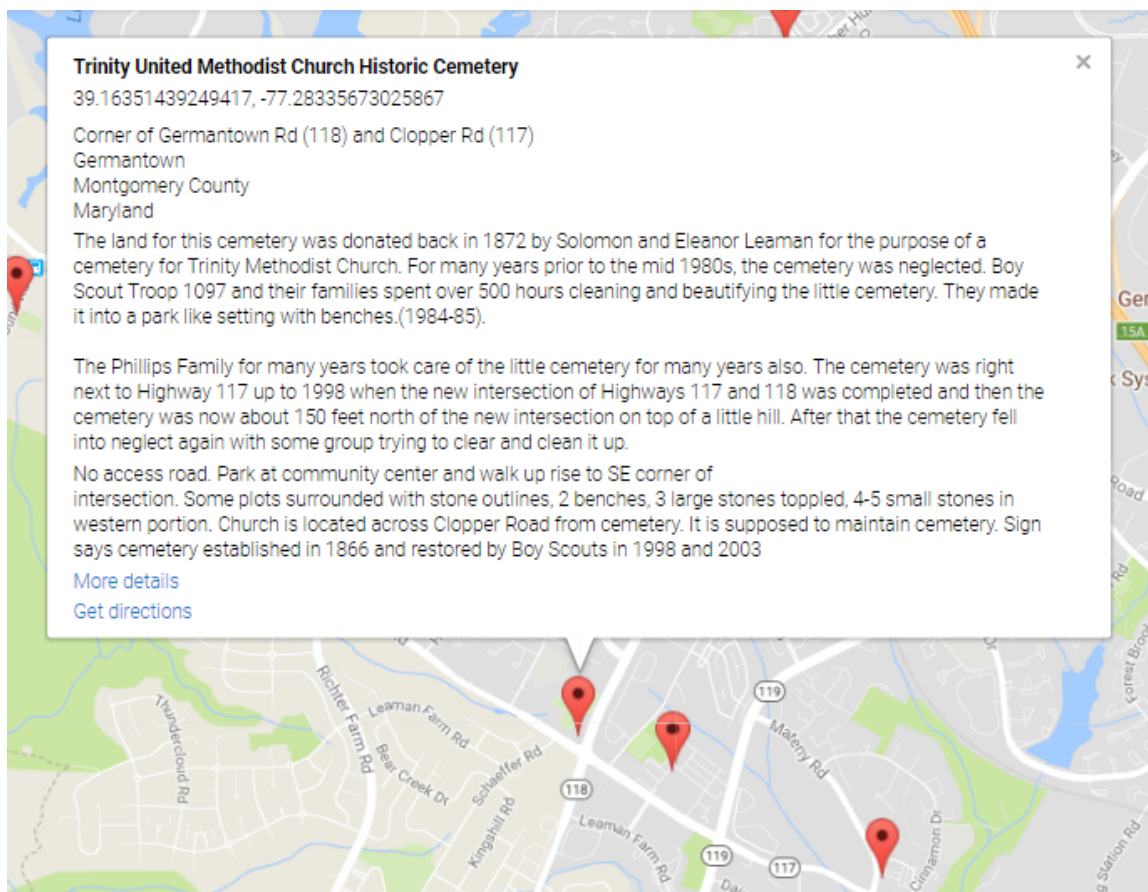 Trinity United Methodist Church Historic Cemetery
39.16351439249417, -77.28335673025867
Corner of Germantown Rd (118) and Clopper Rd (117)
Germantown
Montgomery County
Maryland
The land for this cemetery was donated back in 1872 by Solomon and Eleanor Leaman for the purpose of a
cemetery for Trinity Methodist Church. For many years prior to the mid 1980s, the cemetery was neglected. Boy
Scout Troop 1097 and their families spent over 500 hours cleaning and beautifying the little cemetery. They made
it into a park like setting with benches.(1984-85).
The Phillips Family for many years took care of the little cemetery for many years also. The cemetery was right
next to Highway 117 up to 1998 when the new intersection of Highways 117 and 118 was completed and then the
cemetery was now about 150 feet north of the new intersection on top of a little hill. After that the cemetery fell
into neglect again with some group trying to clear and clean it up.
No access road. Park at community center and walk up rise to SE corner of
intersection. Some plots surrounded with stone outlines, 2 benches, 3 large stones toppled, 4-5 small stones in
western portion. Church is located across Clopper Road from cemetery. It is supposed to maintain cemetery. Sign
says cemetery established in 1866 and restored by Boy Scouts in 1998 and 2003
More details
Get directions
Ger
15A
Sys
Road
Rd
Dr
Forest Brook
Richter Farm Rd
Leaman Farm Rd
Thundercloud Rd
Bear Creek Dr
Schaeffer Rd
Kingshill Rd
118
119
Mateny Rd
Leaman Farm Rd
119
117
Cinnamon Dr
Station Rd